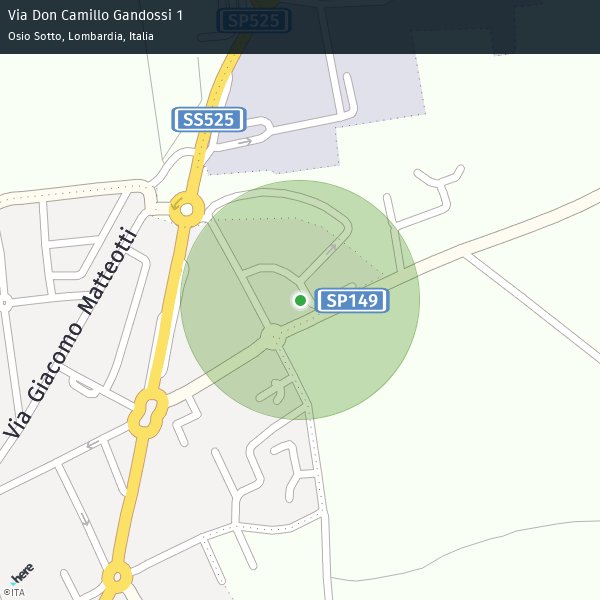 Via Don Camillo Gandossi 1
Osio Sotto, Lombardia, Italia
SP525
SS525
Via Giacomo Matteotti
SP149
here
©ITA